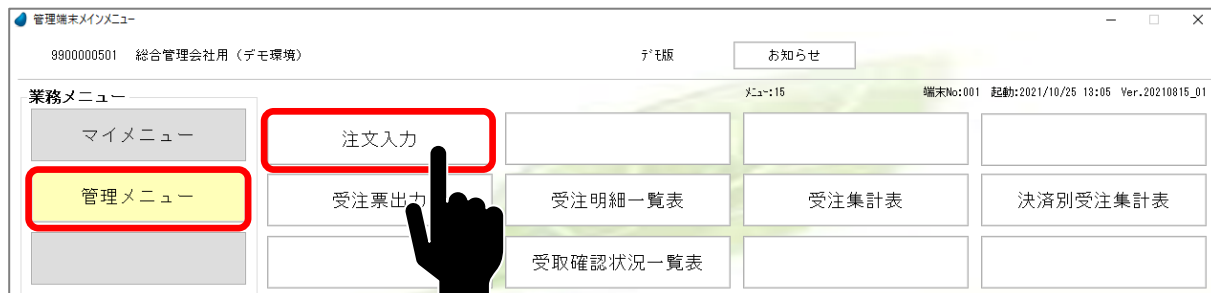 管理端末メインメニュー
9900000501 総合管理会社用（デモ環境）
デモ版
お知らせ
業務メニュー
メニュー:15
端末No:001 起動:2021/10/25 13:05 Ver.20210815_01
マイメニュー
注文入力
管理メニュー
受注票出力
受注明細一覧表
受注集計表
決済別受注集計表
受取確認状況一覧表